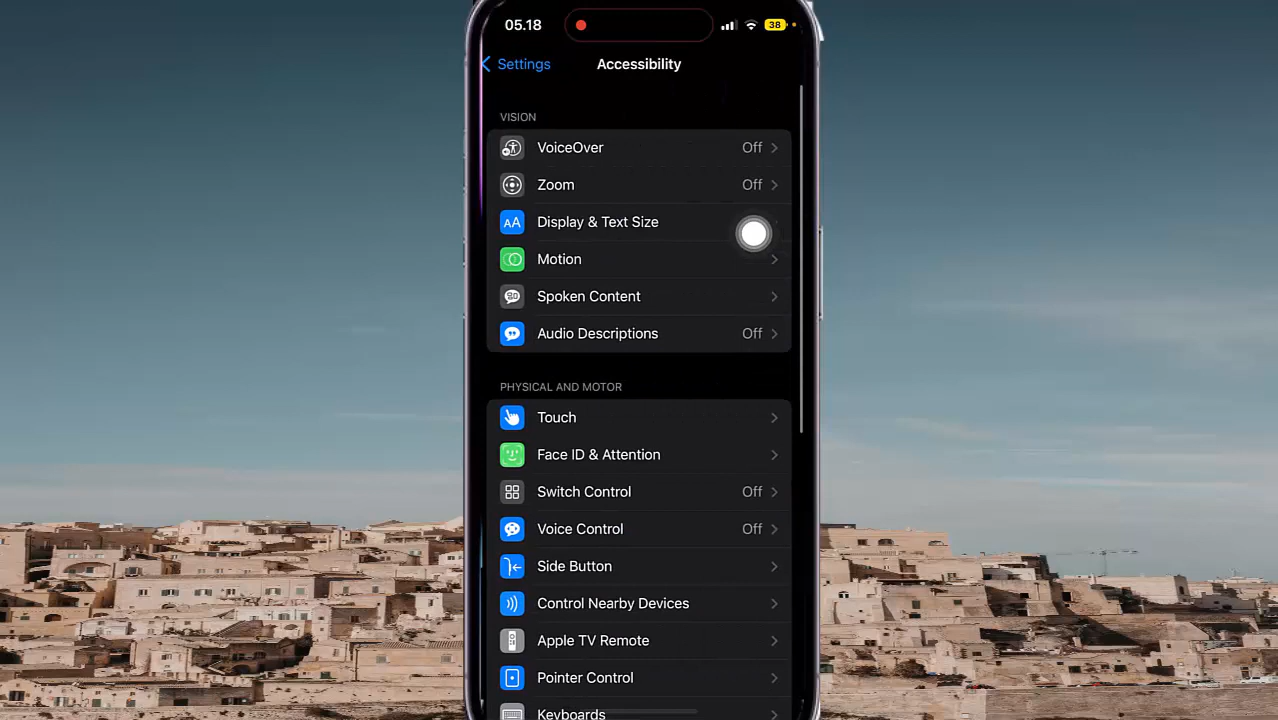 05.18
38
Settings
Accessibility
VISION
VoiceOver Off
Zoom Off
AA Display & Text Size
Motion
Spoken Content
Audio Descriptions Off
PHYSICAL AND MOTOR
Touch
Face ID & Attention
Switch Control Off
Voice Control Off
Side Button
Control Nearby Devices
Apple TV Remote
Pointer Control
Keyboards